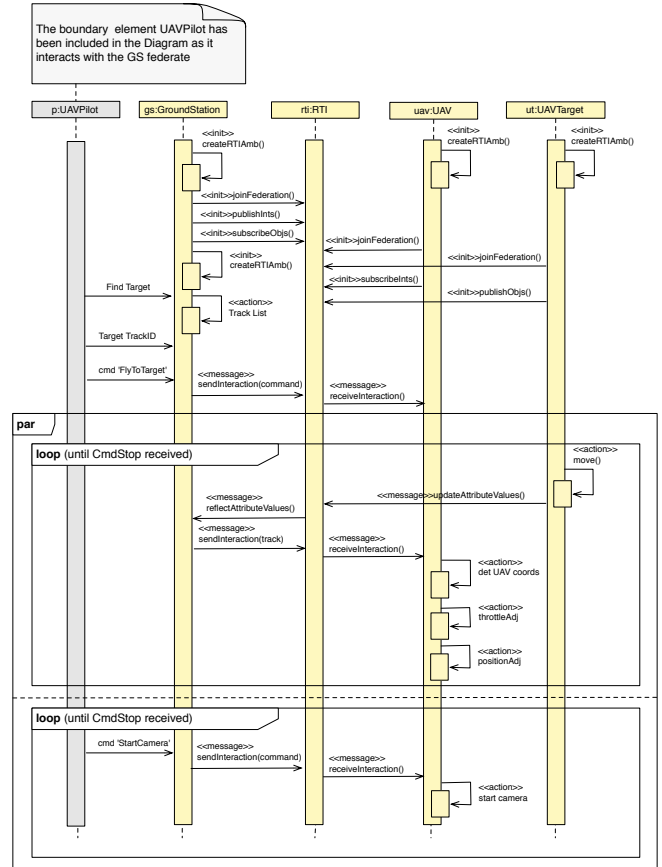 The boundary element UAVPilot has
been included in the Diagram as it
interacts with the GS federate
p:UAVPilot
gs:GroundStation
rti:RTI
uav:UAV
ut:UAVTarget
<<init>>
createRTIAmb()
<<init>>
createRTIAmb()
<<init>>
createRTIAmb()
<<init>>joinFederation()
<<init>>publishInts()
<<init>>subscribeObjs()
<<init>>joinFederation()
<<init>>
createRTIAmb()
<<init>>joinFederation()
<<init>>subscribeInts()
Find Target
<<init>>publishObjs()
<<action>>
Track List
Target TrackID
cmd 'FlyToTarget'
<<message>>
sendInteraction(command)
<<message>>
receiveInteraction()
par
loop (until CmdStop received)
<<action>>
move()
<<message>>updateAttributeValues()
<<message>>
reflectAttributeValues()
<<message>>
sendInteraction(track)
<<message>>
receiveInteraction()
<<action>>
det UAV coords
<<action>>
throttleAdj
<<action>>
positionAdj
loop (until CmdStop received)
cmd 'StartCamera'
<<message>>
sendInteraction(command)
<<message>>
receiveInteraction()
<<action>>
start camera